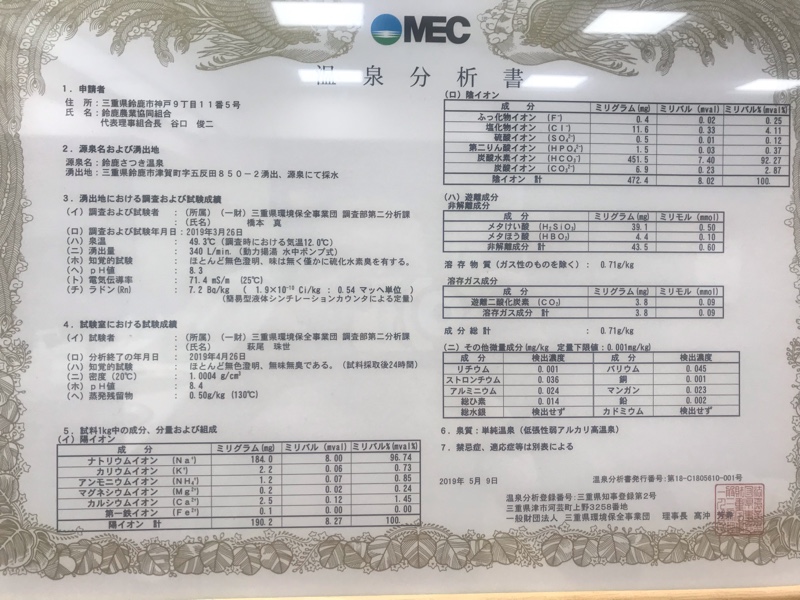 MEC
温泉分析書
1. 申請者
住 所：三重県鈴鹿市神戸9丁目11番5号
氏 名：鈴鹿農業協同組合
代表理事組合長 谷口 俊二
2. 源泉名および湧出地
源泉名：鈴鹿さつき温泉
湧出地：三重県鈴鹿市津賀町字五反田850-2湧出、源泉にて採水
3. 湧出地における調査および試験成績
(イ) 調査および試験者 : (所属) (一財) 三重県環境保全事業団 調査部第二分析課
(氏名) 橋本 真
(ロ) 調査および試験年月日：2019年3月26日
(ハ) 泉温 : 49.3℃ (調査時における気温12.0℃)
(ニ) 湧出量 : 340 L/min. (動力揚湯 水中ポンプ式)
(ホ) 知覚的試験 : ほとんど無色澄明、味は無く僅かに硫化水素臭を有する。
(ヘ) pH値 : 8.3
(ト) 電気伝導率 : 71.4 mS/m (25℃)
(チ) ラドン(Rn) : 7.2 Bq/kg ( 1.9×10⁻¹⁰ Ci/kg : 0.54 マッヘ単位 )
(簡易型液体シンチレーションカウンタによる定量)
4. 試験室における試験成績
(イ) 試験者 : (所属) (一財) 三重県環境保全事業団 調査部第二分析課
(氏名) 萩尾 珠世
(ロ) 分析終了の年月日 : 2019年4月26日
(ハ) 知覚的試験 : ほとんど無色澄明、無味無臭である。(試料採取後24時間)
(ニ) 密度 (20℃) : 1.0004 g/cm³
(ホ) pH値 : 8.4
(ヘ) 蒸発残留物 : 0.50g/kg (130℃)
5. 試料1kg中の成分、分量および組成
(イ) 陽イオン
成 分 ミリグラム(mg) ミリバル(mval) ミリバル%(mval%)
ナトリウムイオン (Na⁺) 184.0 8.00 96.74
カリウムイオン (K⁺) 2.2 0.06 0.73
アンモニウムイオン (NH₄⁺) 1.2 0.07 0.85
マグネシウムイオン (Mg²⁺) 0.2 0.02 0.24
カルシウムイオン (Ca²⁺) 2.5 0.12 1.45
第一鉄イオン (Fe²⁺) 0.1 0.00 0.00
陽イオン 計 190.2 8.27 100.
(ロ) 陰イオン
成 分 ミリグラム(mg) ミリバル(mval) ミリバル%(mval%)
ふっ化物イオン (F⁻) 0.4 0.02 0.25
塩化物イオン (Cl⁻) 11.6 0.33 4.11
硫酸イオン (SO₄²⁻) 0.5 0.01 0.12
第二りん酸イオン (HPO₄²⁻) 1.5 0.03 0.37
炭酸水素イオン (HCO₃⁻) 451.5 7.40 92.27
炭酸イオン (CO₃²⁻) 6.9 0.23 2.87
陰イオン 計 472.4 8.02 100.
(ハ) 遊離成分
非解離成分
成 分 ミリグラム(mg) ミリモル(mmol)
メタけい酸 (H₂SiO₃) 39.1 0.50
メタほう酸 (HBO₂) 4.4 0.10
非解離成分 計 43.5 0.60
溶存物質 (ガス性のものを除く) : 0.71g/kg
溶存ガス成分
成 分 ミリグラム(mg) ミリモル(mmol)
遊離二酸化炭素 (CO₂) 3.8 0.09
溶存ガス成分 計 3.8 0.09
成分総計 : 0.71g/kg
(ニ) その他微量成分(mg/kg 定量下限値：0.001mg/kg)
成 分 検出濃度 成 分 検出濃度
リチウム 0.001 バリウム 0.045
ストロンチウム 0.036 銅 0.001
アルミニウム 0.024 マンガン 0.023
総ひ素 0.014 鉛 0.002
総水銀 検出せず カドミウム 検出せず
6. 泉質：単純温泉 (低張性弱アルカリ高温泉)
7. 禁忌症、適応症等は別表による
2019年 5月 9日
温泉分析書発行番号：第18-C1805610-001号
温泉分析登録番号：三重県知事登録第2号
三重県津市河芸町上野3258番地
一般財団法人 三重県環境保全事業団 理事長 高沖 芳寿